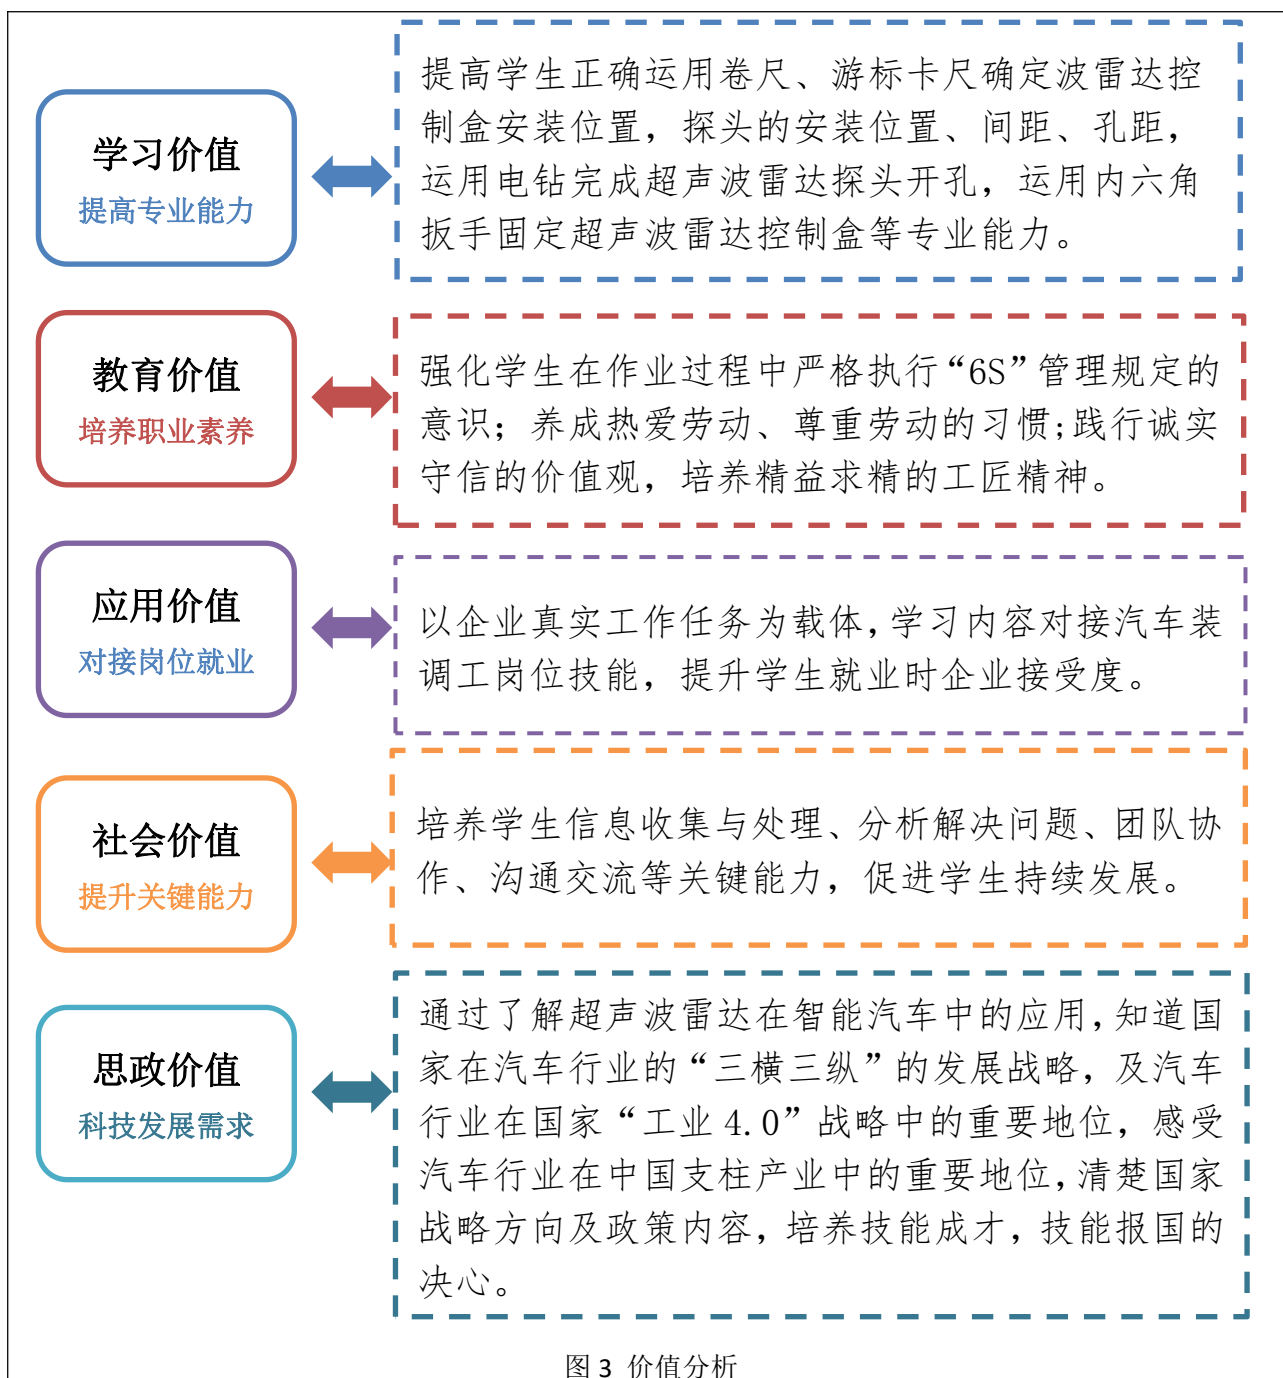 学习价值
提高专业能力
提高学生正确运用卷尺、游标卡尺确定波雷达控
制盒安装位置，探头的安装位置、间距、孔距，
运用电钻完成超声波雷达探头开孔，运用内六角
扳手固定超声波雷达控制盒等专业能力。
教育价值
培养职业素养
强化学生在作业过程中严格执行“6S”管理规定的
意识；养成热爱劳动、尊重劳动的习惯;践行诚实
守信的价值观，培养精益求精的工匠精神。
应用价值
对接岗位就业
以企业真实工作任务为载体，学习内容对接汽车装
调工岗位技能，提升学生就业时企业接受度。
社会价值
提升关键能力
培养学生信息收集与处理、分析解决问题、团队协
作、沟通交流等关键能力，促进学生持续发展。
思政价值
科技发展需求
通过了解超声波雷达在智能汽车中的应用，知道国
家在汽车行业的“三横三纵”的发展战略，及汽车
行业在国家“工业 4.0”战略中的重要地位，感受
汽车行业在中国支柱产业中的重要地位，清楚国家
战略方向及政策内容，培养技能成才，技能报国的
决心。
图 3 价值分析